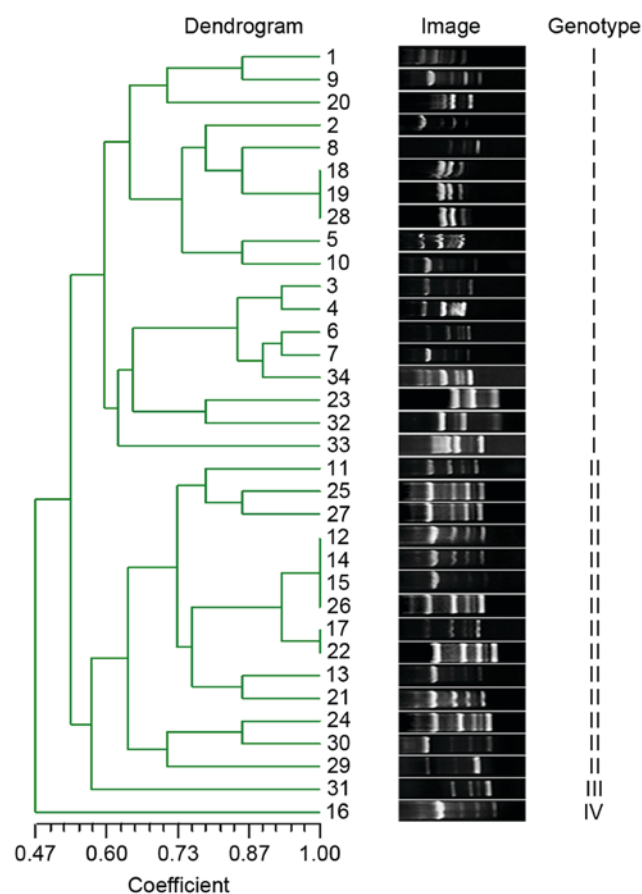 Dendrogram Image Genotype
1 I
9 I
20 I
2 I
8 I
18 I
19 I
28 I
5 I
10 I
3 I
4 I
6 I
7 I
34 I
23 I
32 I
33 I
11 II
25 II
27 II
12 II
14 II
15 II
26 II
17 II
22 II
13 II
21 II
24 II
30 II
29 II
31 III
16 IV
0.47 0.60 0.73 0.87 1.00
Coefficient